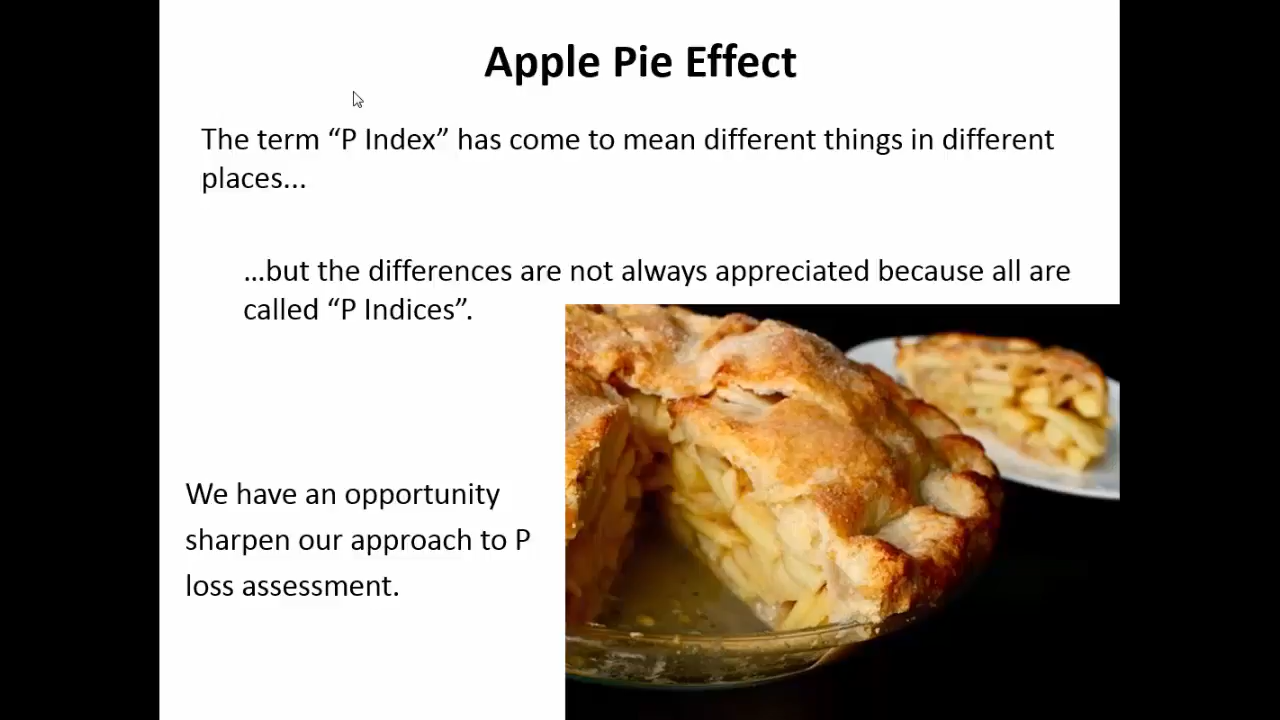 Apple Pie Effect
The term “P Index” has come to mean different things in different
places...
...but the differences are not always appreciated because all are
called “P Indices”.
We have an opportunity
sharpen our approach to P
loss assessment.